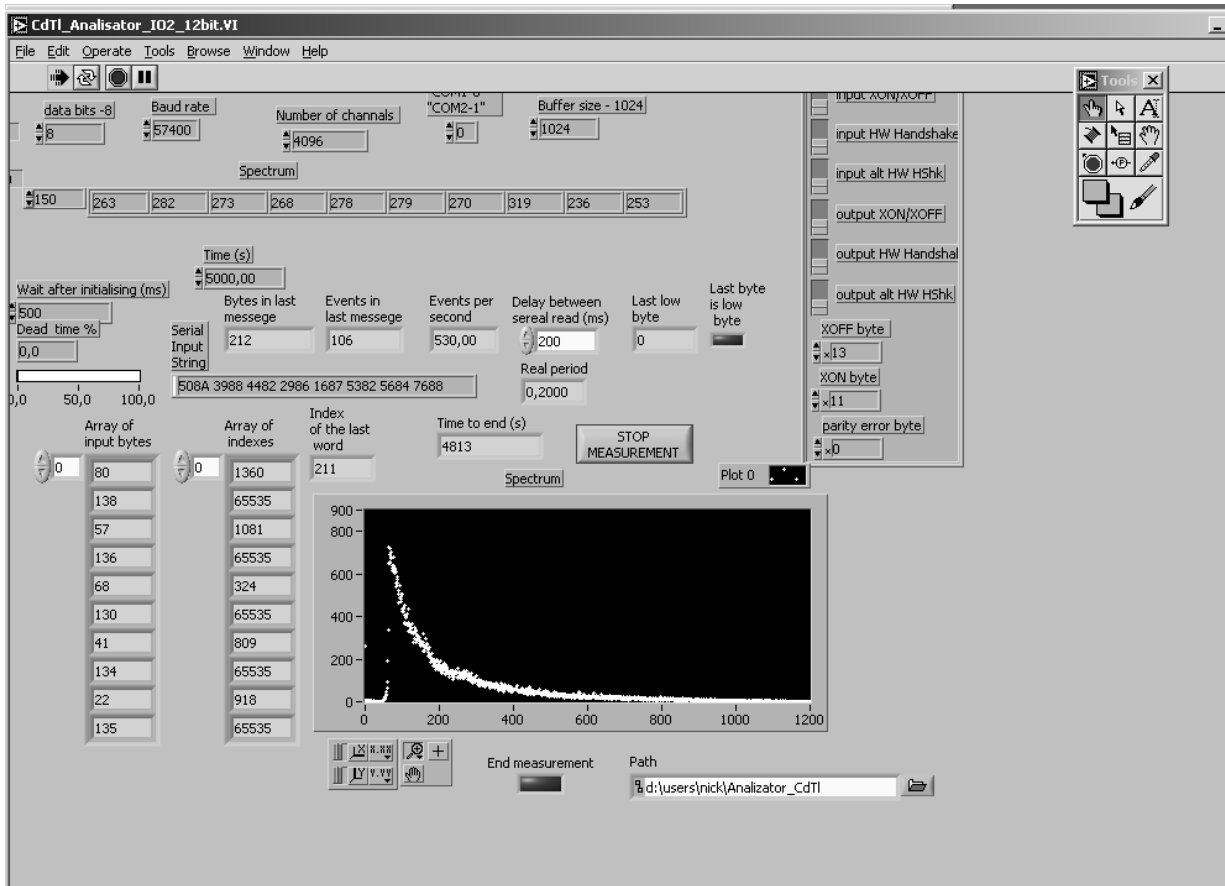 CdTl_Analisator_IO2_12bit.VI
File Edit Operate Tools Browse Window Help
Tools
"COM2-1"
data bits -8
Baud rate
Number of channels
Buffer size - 1024
8
57400
4096
0
1024
input XON/XOFF
input HW Handshake
input alt HW HShk
output XON/XOFF
output HW Handshal
output alt HW HShk
XOFF byte
x13
XON byte
x11
parity error byte
x0
Spectrum
150
263 282 273 268 278 279 270 319 236 253
Time (s)
5000,00
Wait after initialising (ms)
500
Dead time %
0,0
0,0 50,0 100,0
Serial
Input
String
508A 3988 4482 2986 1687 5382 5684 7688
Bytes in last
messege
212
Events in
last messege
106
Events per
second
530,00
Delay between
sereal read (ms)
200
Real period
0,2000
Last low
byte
0
Last byte
is low
byte
Array of
input bytes
0
80
138
57
136
68
130
41
134
22
135
Array of
indexes
0
1360
65535
1081
65535
324
65535
809
65535
918
65535
Index
of the last
word
211
Time to end (s)
4813
STOP
MEASUREMENT
Spectrum
Plot 0
900
800
600
400
200
0
0 200 400 600 800 1000 1200
X X.XX
Y Y.YY
End measurement
Path
d:\users\nick\Analizator_CdTl